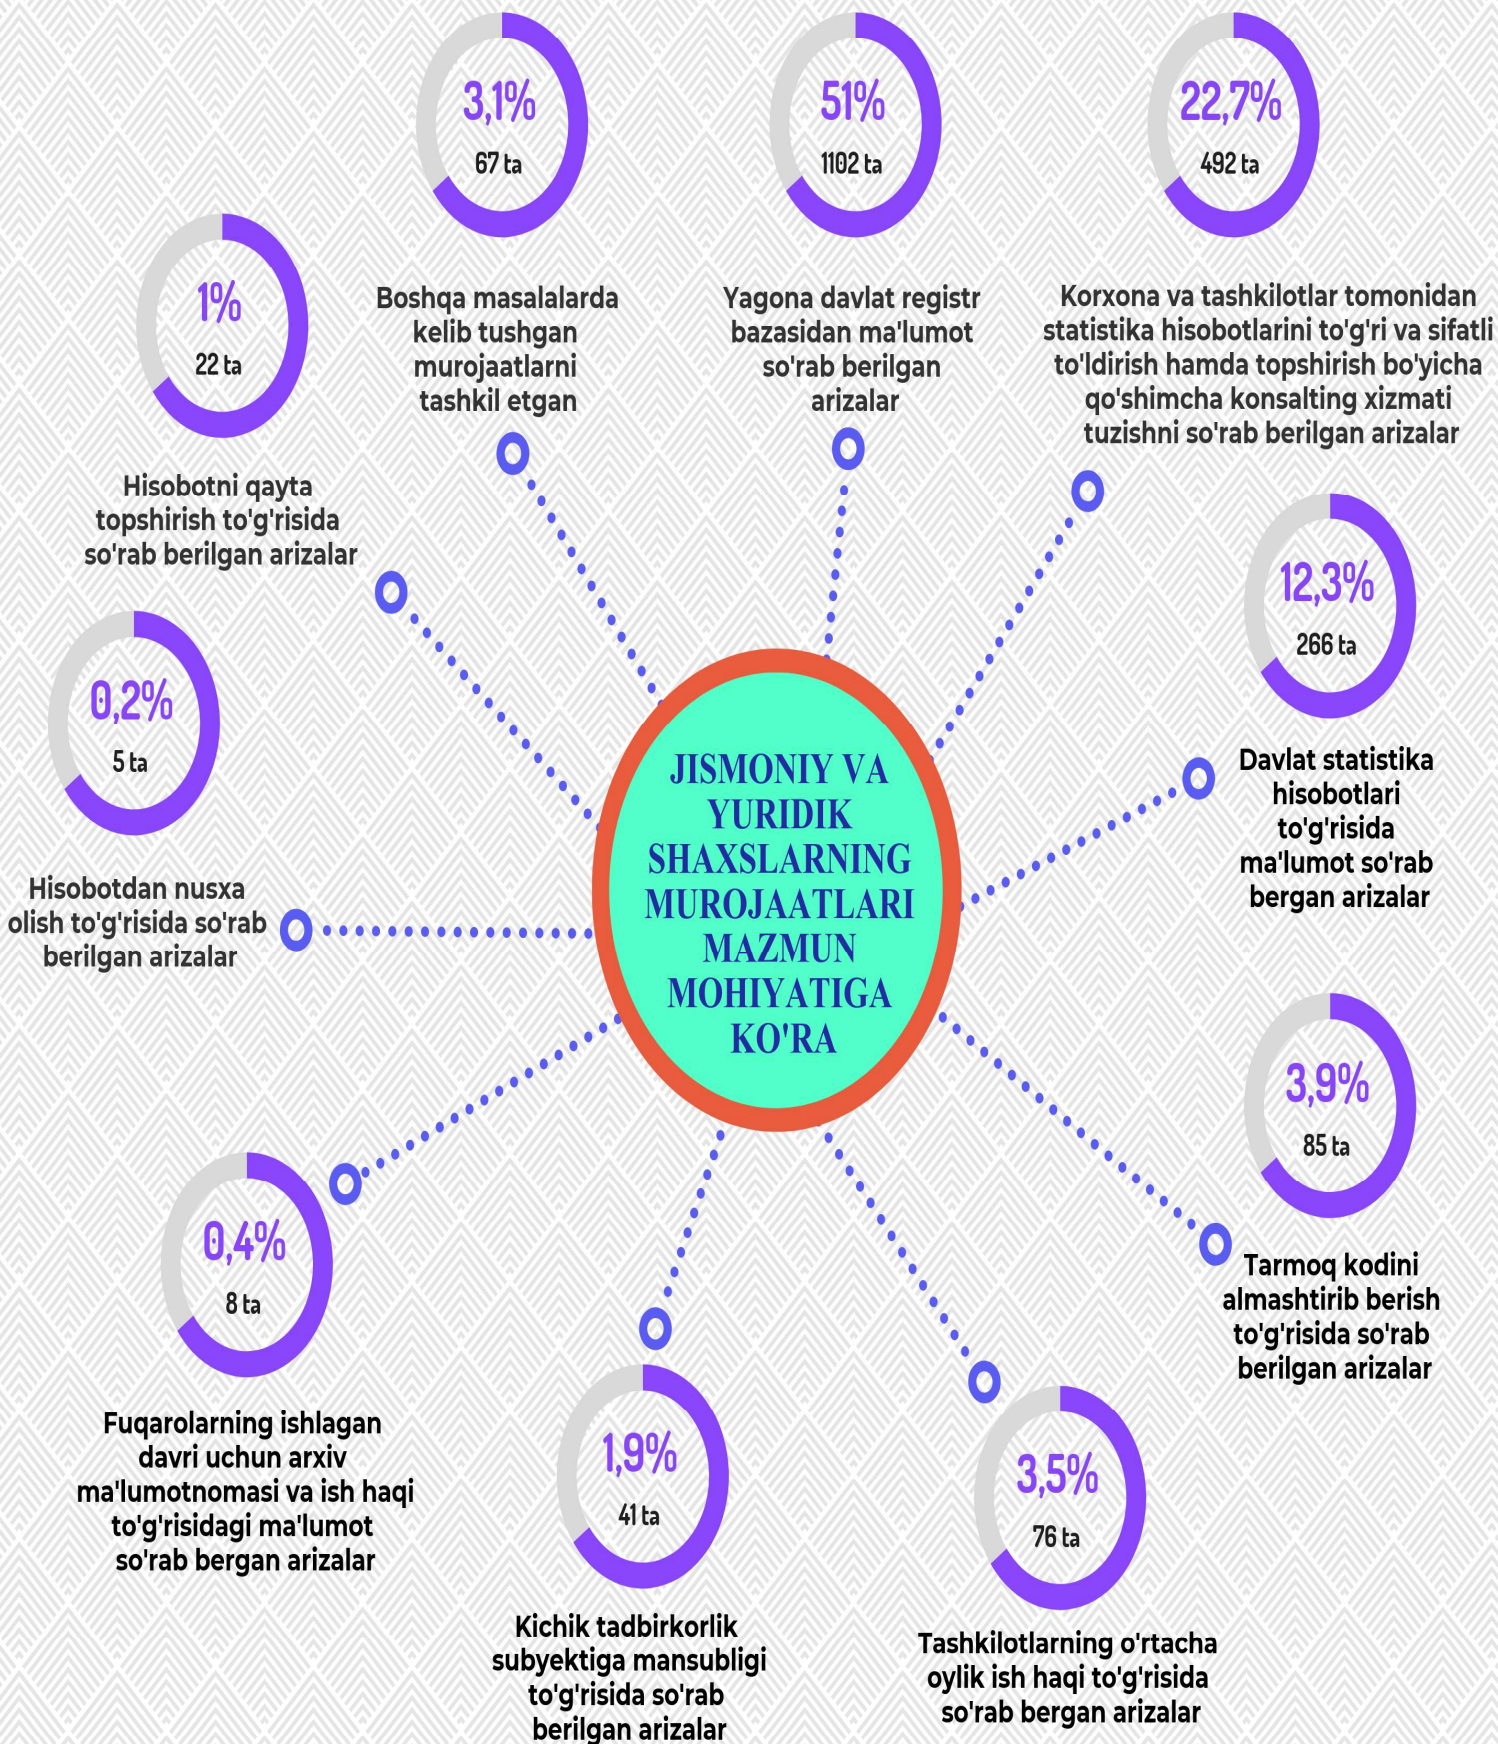 3,1%
67 ta
Boshqa masalalarda
kelib tushgan
murojaatlarni
tashkil etgan
51%
1102 ta
Yagona davlat registr
bazasidan ma'lumot
so'rab berilgan
arizalar
22,7%
492 ta
Korxona va tashkilotlar tomonidan
statistika hisobotlarini to'g'ri va sifatli
to'ldirish hamda topshirish bo'yicha
qo'shimcha konsalting xizmati
tuzishni so'rab berilgan arizalar
1%
22 ta
Hisobotni qayta
topshirish to'g'risida
so'rab berilgan arizalar
12,3%
266 ta
Davlat statistika
hisobotlari
to'g'risida
ma'lumot so'rab
bergan arizalar
0,2%
5 ta
Hisobotdan nusxa
olish to'g'risida so'rab
berilgan arizalar
JISMONIY VA
YURIDIK
SHAXSLARNING
MUROJAATLARI
MAZMUN
MOHIYATIGA
KO'RA
3,9%
85 ta
Tarmoq kodini
almashtirib berish
to'g'risida so'rab
berilgan arizalar
0,4%
8 ta
Fuqarolarning ishlagan
davri uchun arxiv
ma'lumotnomasi va ish haqi
to'g'risidagi ma'lumot
so'rab bergan arizalar
1,9%
41 ta
Kichik tadbirkorlik
subyektiga mansubligi
to'g'risida so'rab
berilgan arizalar
3,5%
76 ta
Tashkilotlarning o'rtacha
oylik ish haqi to'g'risida
so'rab bergan arizalar